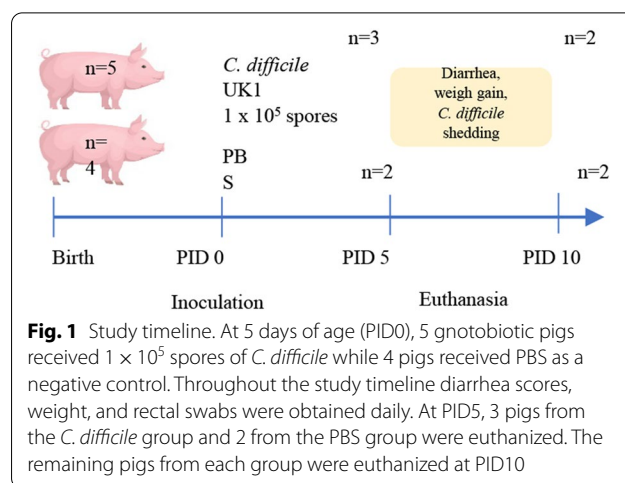 n=3
n=2
n=5
C. difficile
UK1
1 x 10⁵ spores
Diarrhea,
weigh gain,
C. difficile
shedding
n=
4
PB
S
n=2
n=2
Birth
PID 0
PID 5
PID 10
Inoculation
Euthanasia
Fig. 1 Study timeline. At 5 days of age (PID0), 5 gnotobiotic pigs
received 1 × 10⁵ spores of C. difficile while 4 pigs received PBS as a
negative control. Throughout the study timeline diarrhea scores,
weight, and rectal swabs were obtained daily. At PID5, 3 pigs from
the C. difficile group and 2 from the PBS group were euthanized. The
remaining pigs from each group were euthanized at PID10